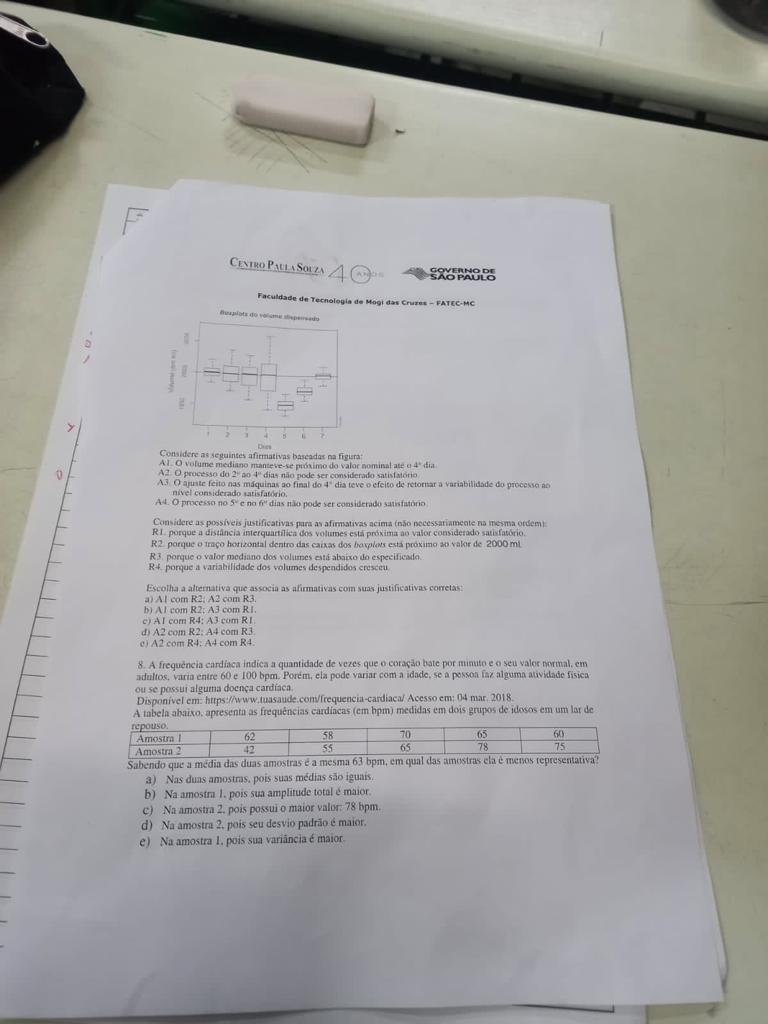 CENTRO PAULA SOUZA 40 ANOS GOVERNO DE SÃO PAULO
Faculdade de Tecnologia de Mogi das Cruzes – FATEC-MC
Boxplots do volume dispensado
1 2 3 4 5 6 7
Dias
Considere as seguintes afirmativas baseadas na figura:
A1. O volume mediano manteve-se próximo do valor nominal até o 4º dia.
A2. O processo do 2º ao 4º dias não pode ser considerado satisfatório.
A3. O ajuste feito nas máquinas ao final do 4º dia teve o efeito de retornar a variabilidade do processo ao
nível considerado satisfatório.
A4. O processo no 5º e no 6º dias não pode ser considerado satisfatório.
Considere as possíveis justificativas para as afirmativas acima (não necessariamente na mesma ordem):
R1. porque a distância interquartílica dos volumes está próxima ao valor considerado satisfatório.
R2. porque o traço horizontal dentro das caixas dos boxplots está próximo ao valor de 2000 ml.
R3. porque o valor mediano dos volumes está abaixo do especificado.
R4. porque a variabilidade dos volumes despendidos cresceu.
Escolha a alternativa que associa as afirmativas com suas justificativas corretas:
a) A1 com R2; A2 com R3.
b) A1 com R2; A3 com R1.
c) A1 com R4; A3 com R1.
d) A2 com R2; A4 com R3.
e) A2 com R4; A4 com R4.
8. A frequência cardíaca indica a quantidade de vezes que o coração bate por minuto e o seu valor normal, em
adultos, varia entre 60 e 100 bpm. Porém, ela pode variar com a idade, se a pessoa faz alguma atividade física
ou se possui alguma doença cardíaca.
Disponível em: https://www.tuasaude.com/frequencia-cardiaca/ Acesso em: 04 mar. 2018.
A tabela abaixo, apresenta as frequências cardíacas (em bpm) medidas em dois grupos de idosos em um lar de
repouso.
Amostra 1 62 58 70 65 60
Amostra 2 42 55 65 78 75
Sabendo que a média das duas amostras é a mesma 63 bpm, em qual das amostras ela é menos representativa?
a) Nas duas amostras, pois suas médias são iguais.
b) Na amostra 1, pois sua amplitude total é maior.
c) Na amostra 2, pois possui o maior valor: 78 bpm.
d) Na amostra 2, pois seu desvio padrão é maior.
e) Na amostra 1, pois sua variância é maior.